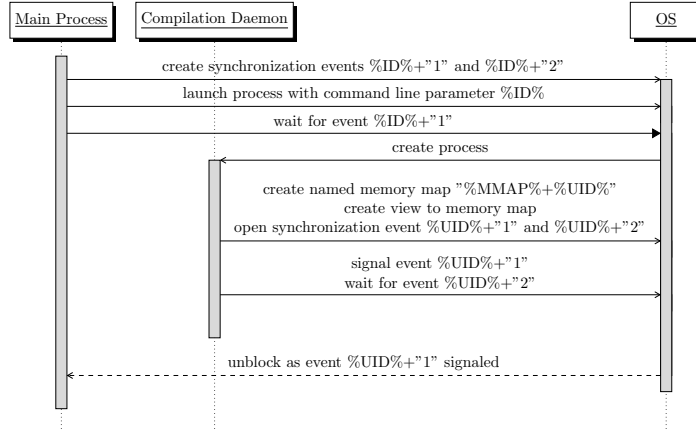 Main Process
Compilation Daemon
OS
create synchronization events %ID%+"1" and %ID%+"2"
launch process with command line parameter %ID%
wait for event %ID%+"1"
create process
create named memory map "%MMAP%+%UID%"
create view to memory map
open synchronization event %UID%+"1" and %UID%+"2"
signal event %UID%+"1"
wait for event %UID%+"2"
unblock as event %UID%+"1" signaled